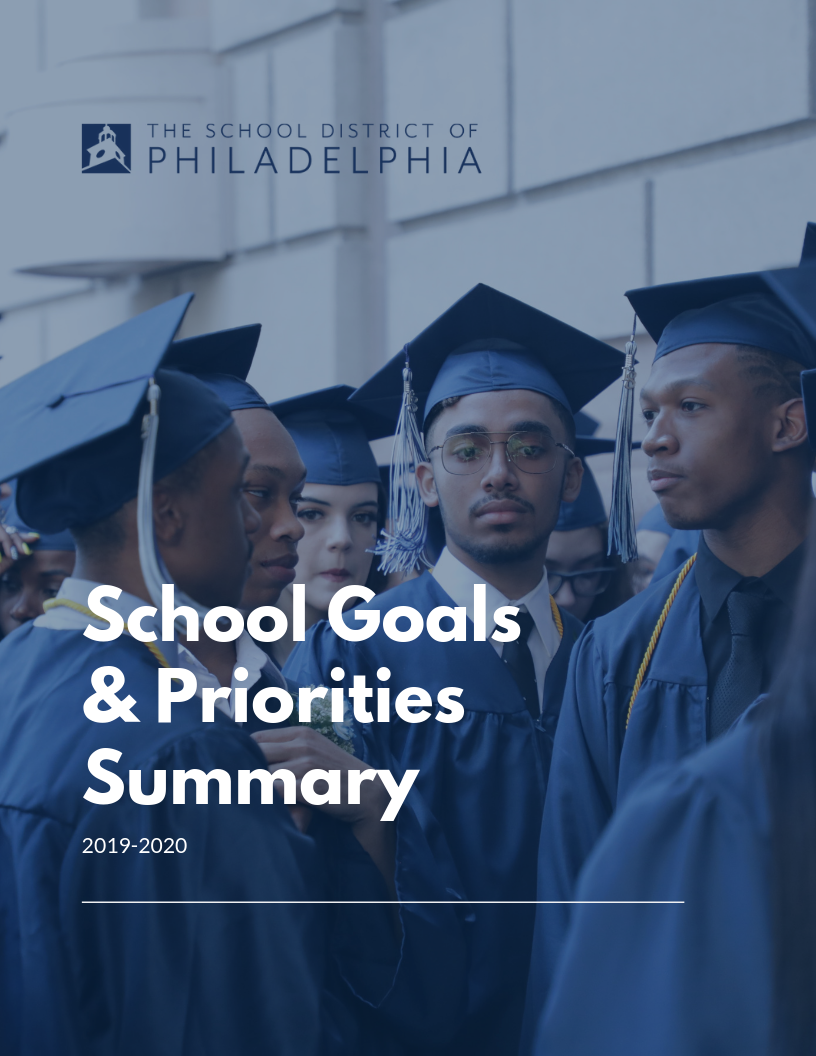 THE SCHOOL DISTRICT OF
PHILADELPHIA
School Goals
& Priorities
Summary
2019-2020